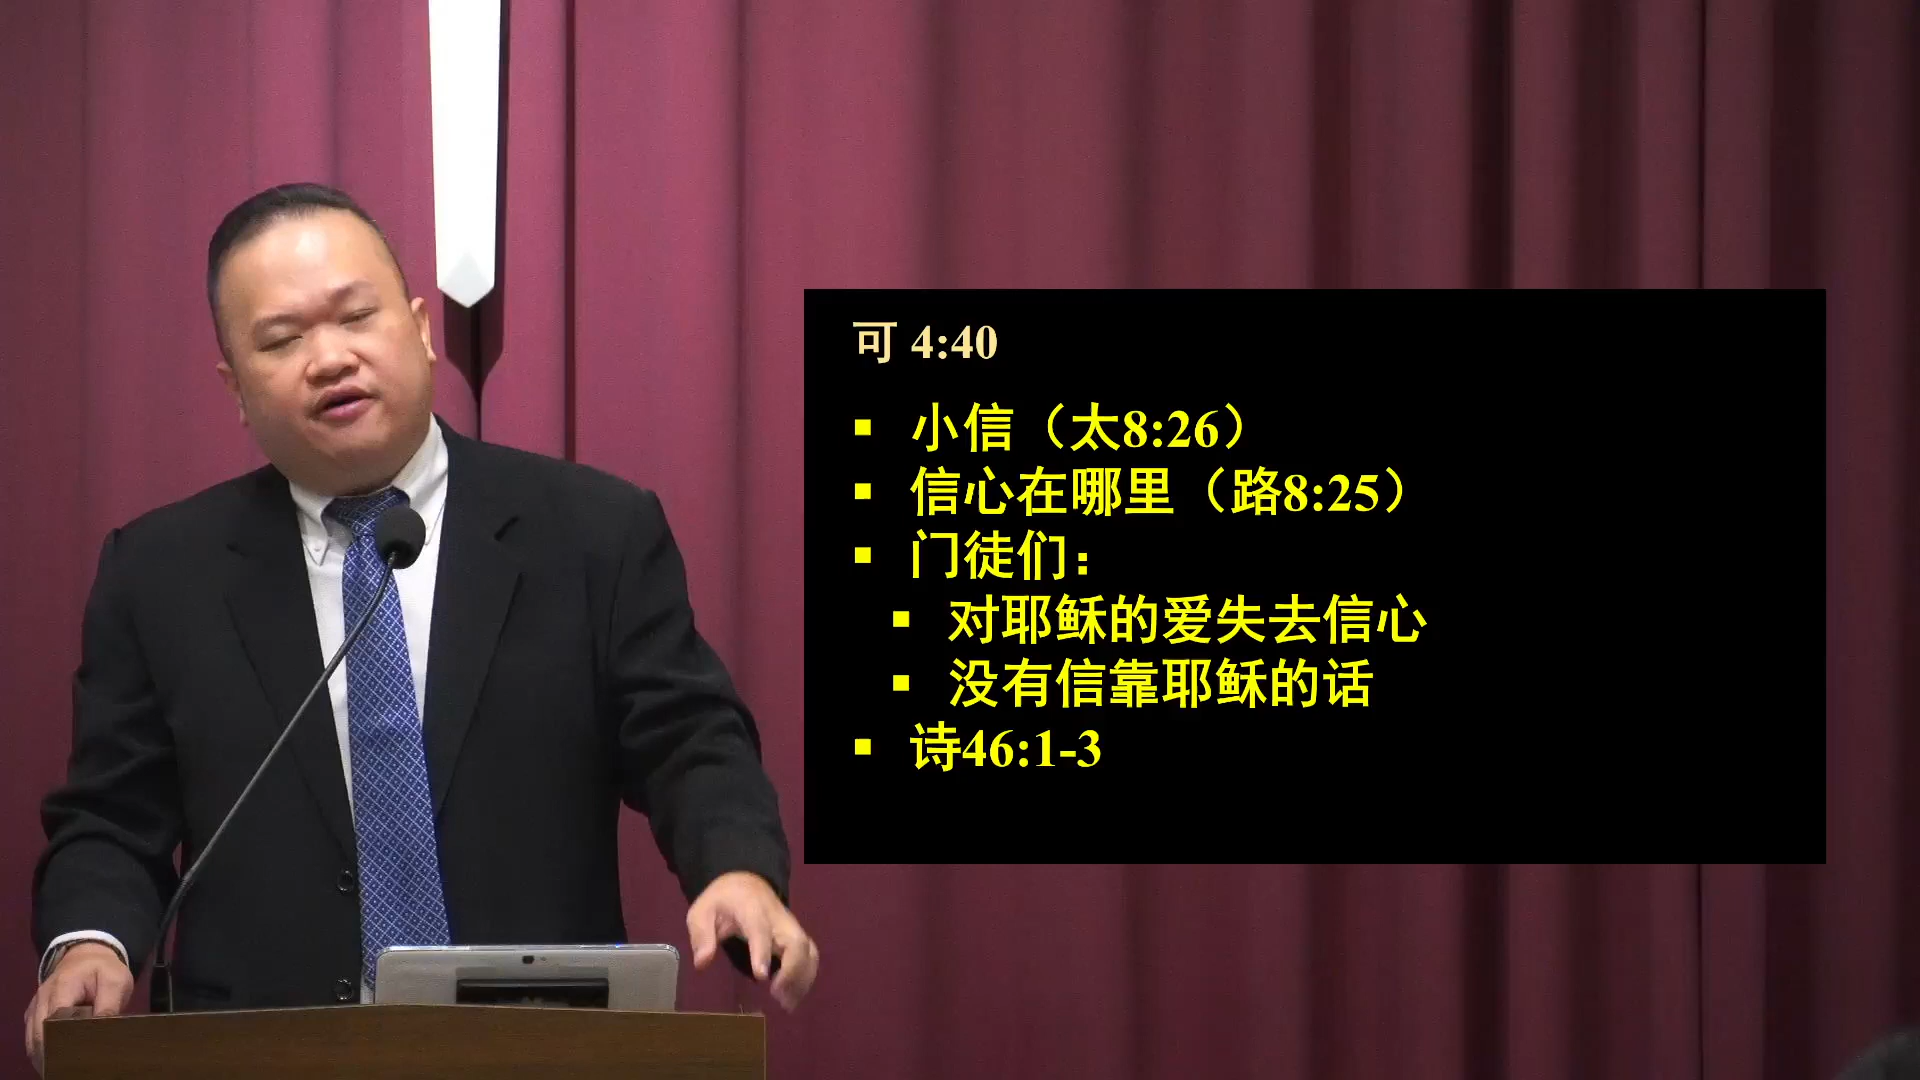 可 4:40
▪ 小信（太8:26）
▪ 信心在哪里（路8:25）
▪ 门徒们：
▪ 对耶稣的爱失去信心
▪ 没有信靠耶稣的话
▪ 诗46:1-3